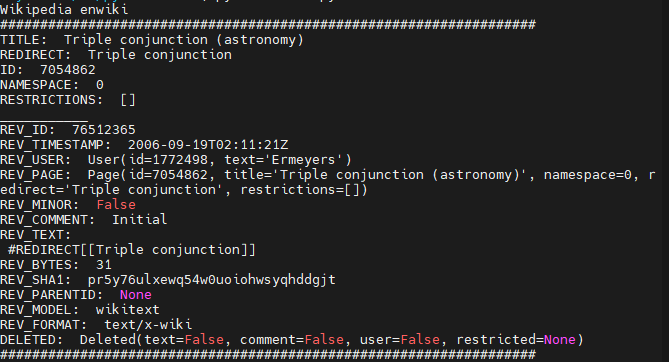 Wikipedia enwiki
###################################################################
TITLE:  Triple conjunction (astronomy)
REDIRECT:  Triple conjunction
ID:  7054862
NAMESPACE:  0
RESTRICTIONS:  []
___________
REV_ID:  76512365
REV_TIMESTAMP:  2006-09-19T02:11:21Z
REV_USER:  User(id=1772498, text='Ermeyers')
REV_PAGE:  Page(id=7054862, title='Triple conjunction (astronomy)', namespace=0, r
edirect='Triple conjunction', restrictions=[])
REV_MINOR:  False
REV_COMMENT:  Initial
REV_TEXT:
 #REDIRECT[[Triple conjunction]]
REV_BYTES:  31
REV_SHA1:  pr5y76ulxewq54w0uoiohwsyqhddgjt
REV_PARENTID:  None
REV_MODEL:  wikitext
REV_FORMAT:  text/x-wiki
DELETED:  Deleted(text=False, comment=False, user=False, restricted=None)
###################################################################